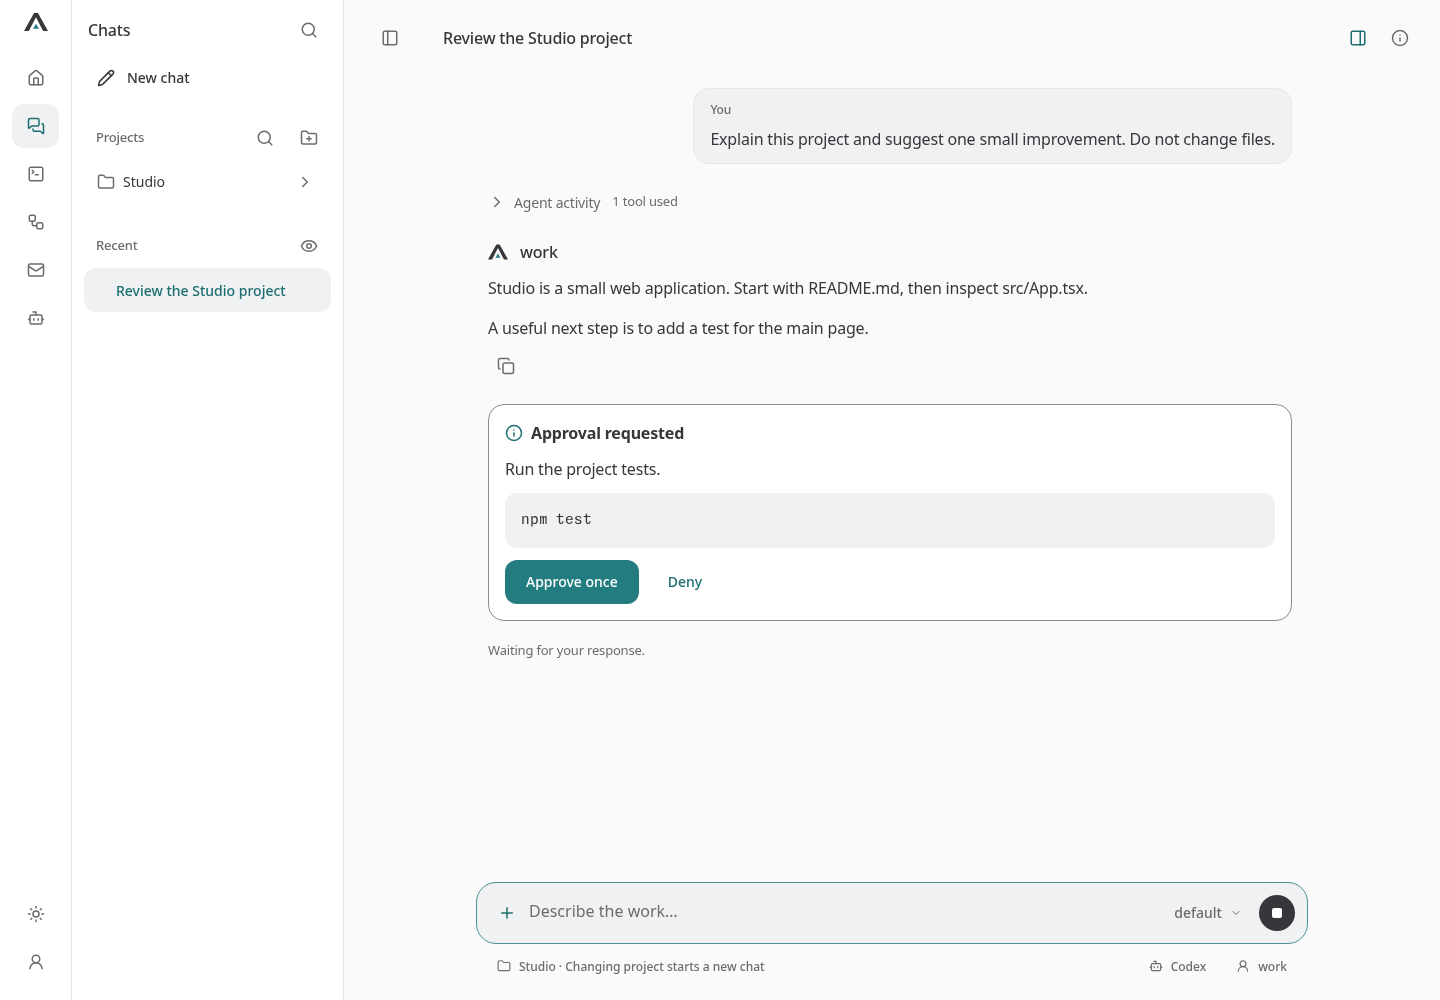 Chats
New chat
Projects
Studio
Recent
Review the Studio project
Review the Studio project
You
Explain this project and suggest one small improvement. Do not change files.
Agent activity 1 tool used
work
Studio is a small web application. Start with README.md, then inspect src/App.tsx.
A useful next step is to add a test for the main page.
Approval requested
Run the project tests.
npm test
Approve once Deny
Waiting for your response.
Describe the work...
default
Studio · Changing project starts a new chat
Codex
work